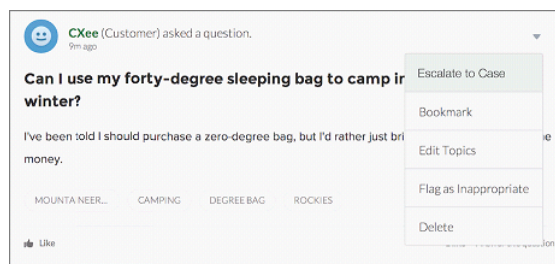 CXee (Customer) asked a question.
9m ago
Escalate to Case
Can I use my forty-degree sleeping bag to camp in
winter?
Bookmark
I've been told I should purchase a zero-degree bag, but I'd rather just
money.
Edit Topics
MOUNTA NEER... CAMPING DEGREE BAG ROCKIES
Flag as Inappropriate
Delete
Like